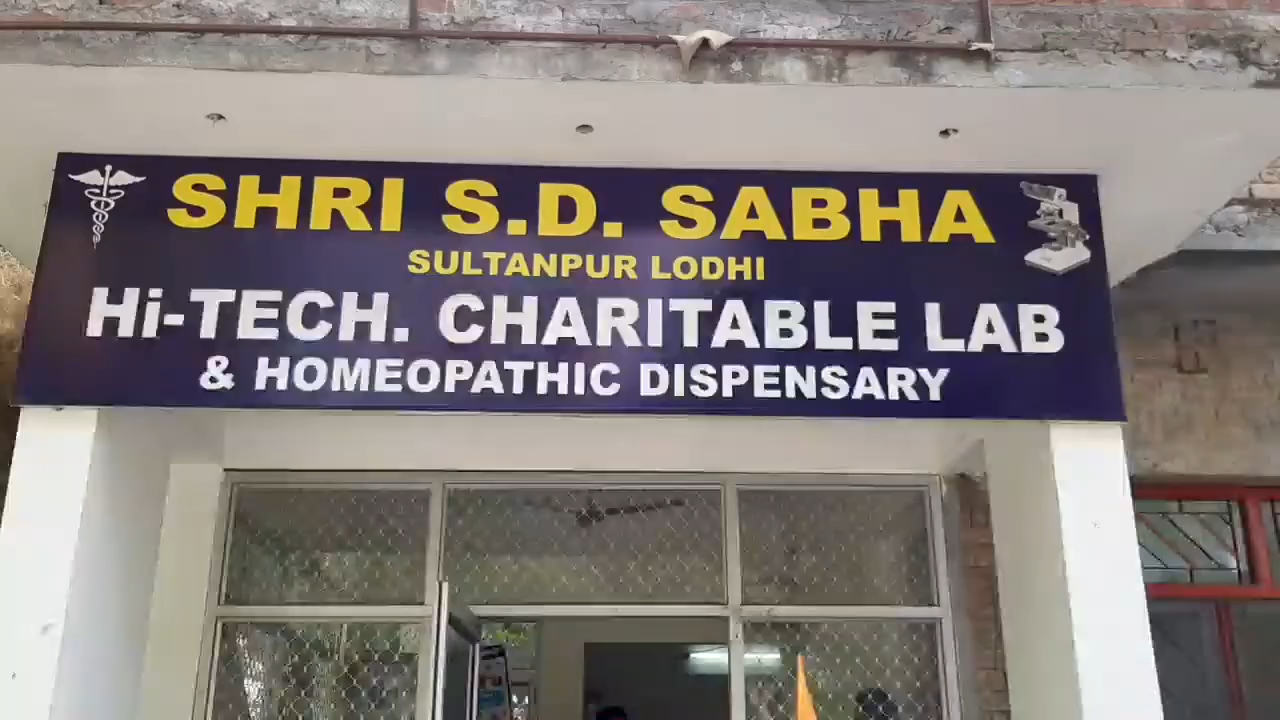 SHRI S.D. SABHA
SULTANPUR LODHI
Hi-TECH. CHARITABLE LAB
& HOMEOPATHIC DISPENSARY